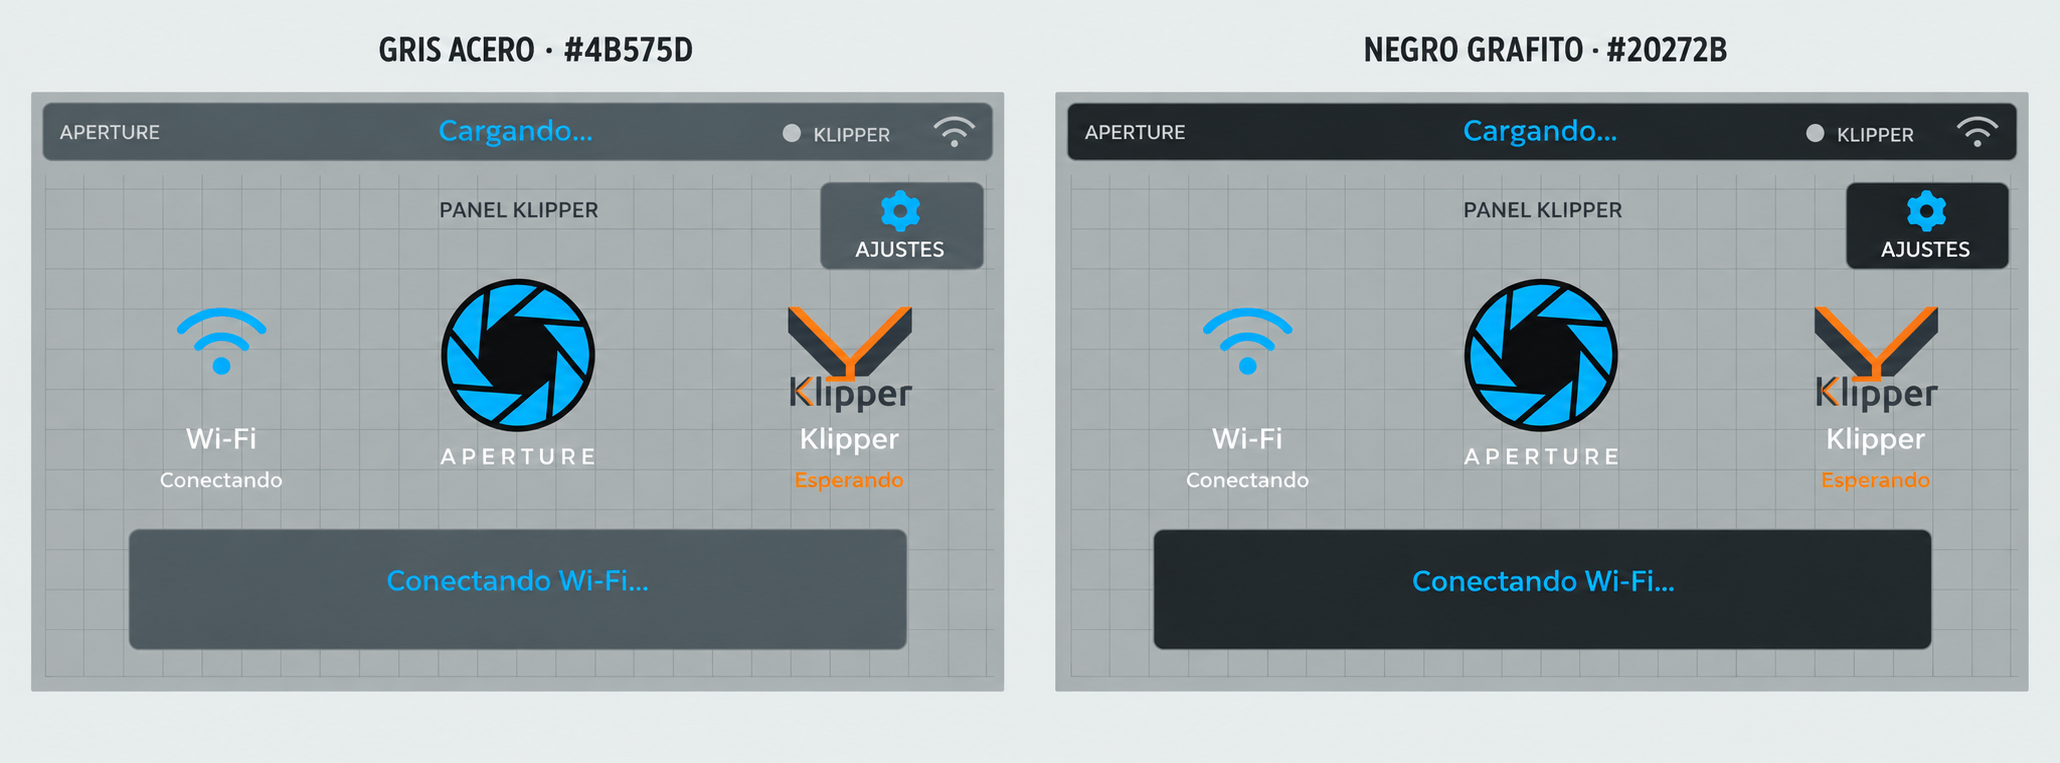 GRIS ACERO · #4B575D
APERTURE
Cargando...
KLIPPER
PANEL KLIPPER
AJUSTES
Klipper
Wi-Fi
APERTURE
Klipper
Conectando
Esperando
Conectando Wi-Fi...
NEGRO GRAFITO · #20272B
APERTURE
Cargando...
KLIPPER
PANEL KLIPPER
AJUSTES
Klipper
Wi-Fi
APERTURE
Klipper
Conectando
Esperando
Conectando Wi-Fi...